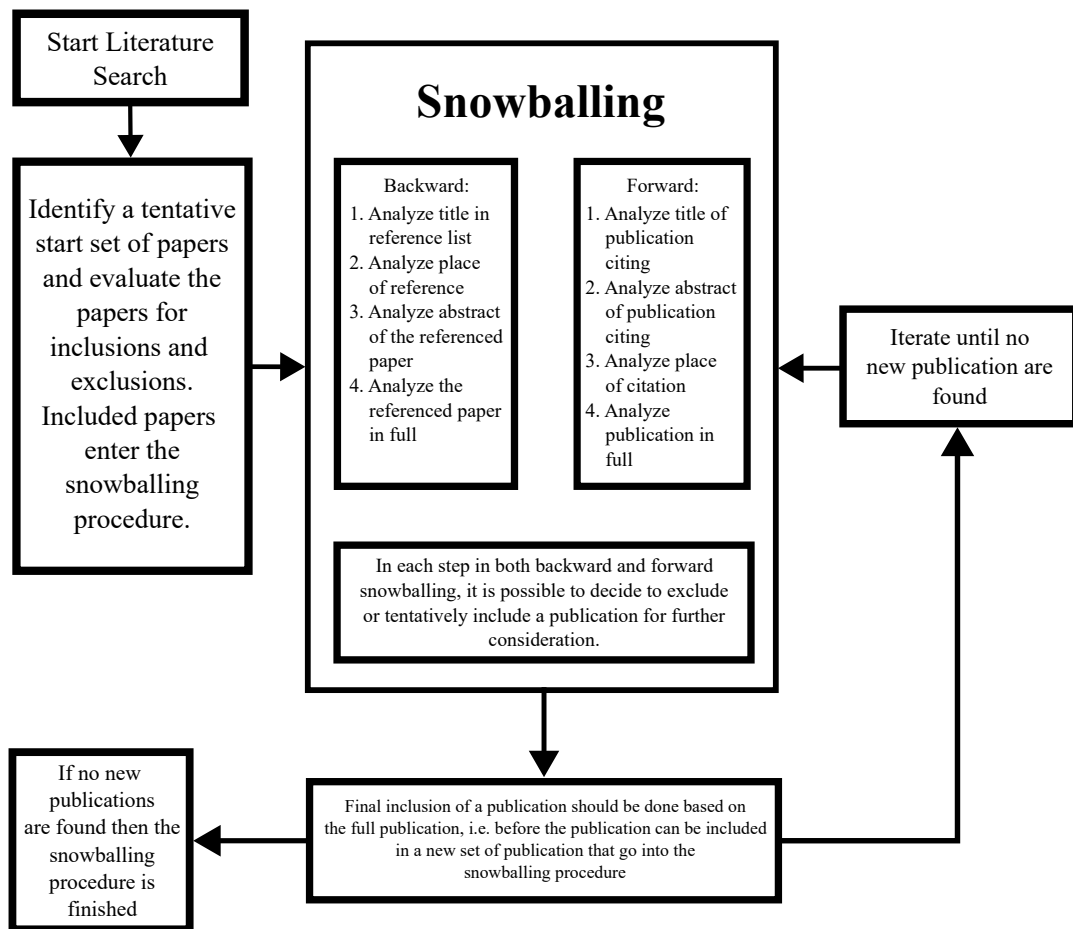 Start Literature
Search
Identify a tentative
start set of papers
and evaluate the
papers for
inclusions and
exclusions.
Included papers
enter the
snowballing
procedure.
Snowballing
Backward:
1. Analyze title in
reference list
2. Analyze place
of reference
3. Analyze abstract
of the referenced
paper
4. Analyze the
referenced paper
in full
Forward:
1. Analyze title of
publication
citing
2. Analyze abstract
of publication
citing
3. Analyze place
of citation
4. Analyze
publication in
full
In each step in both backward and forward
snowballing, it is possible to decide to exclude
or tentatively include a publication for further
consideration.
Iterate until no
new publication are
found
Final inclusion of a publication should be done based on
the full publication, i.e. before the publication can be included
in a new set of publication that go into the
snowballing procedure
If no new
publications
are found then the
snowballing
procedure is
finished